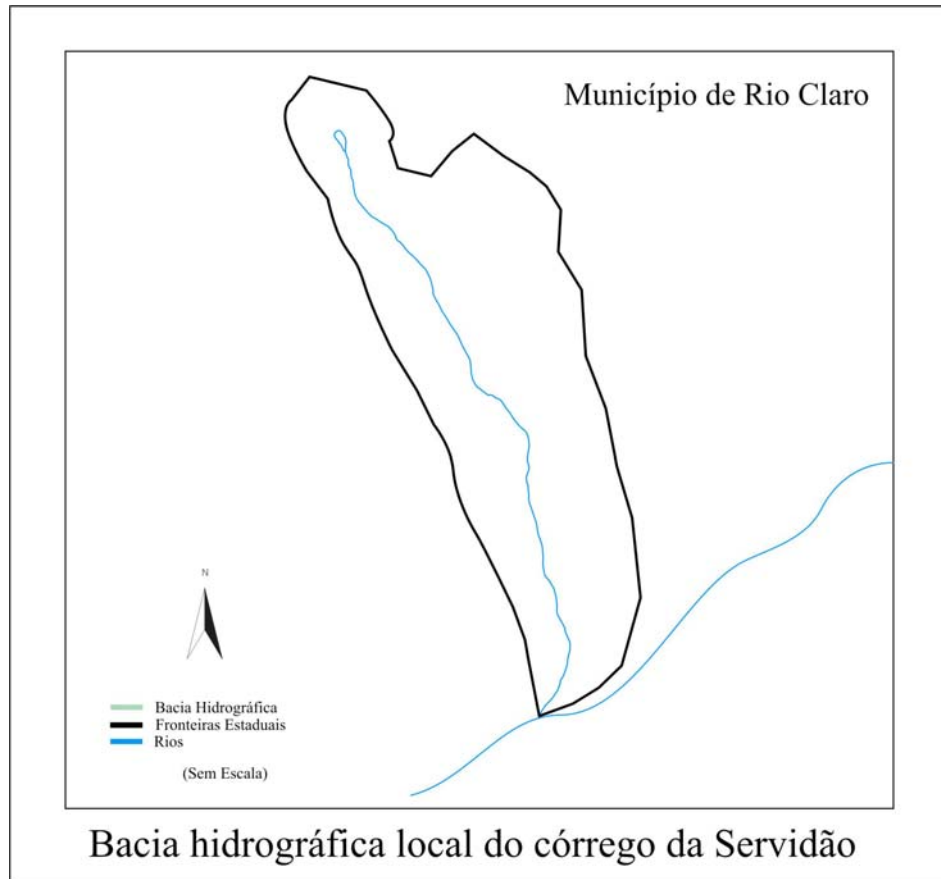 Município de Rio Claro
N
Bacia Hidrográfica
Fronteiras Estaduais
Rios
(Sem Escala)
Bacia hidrográfica local do córrego da Servidão